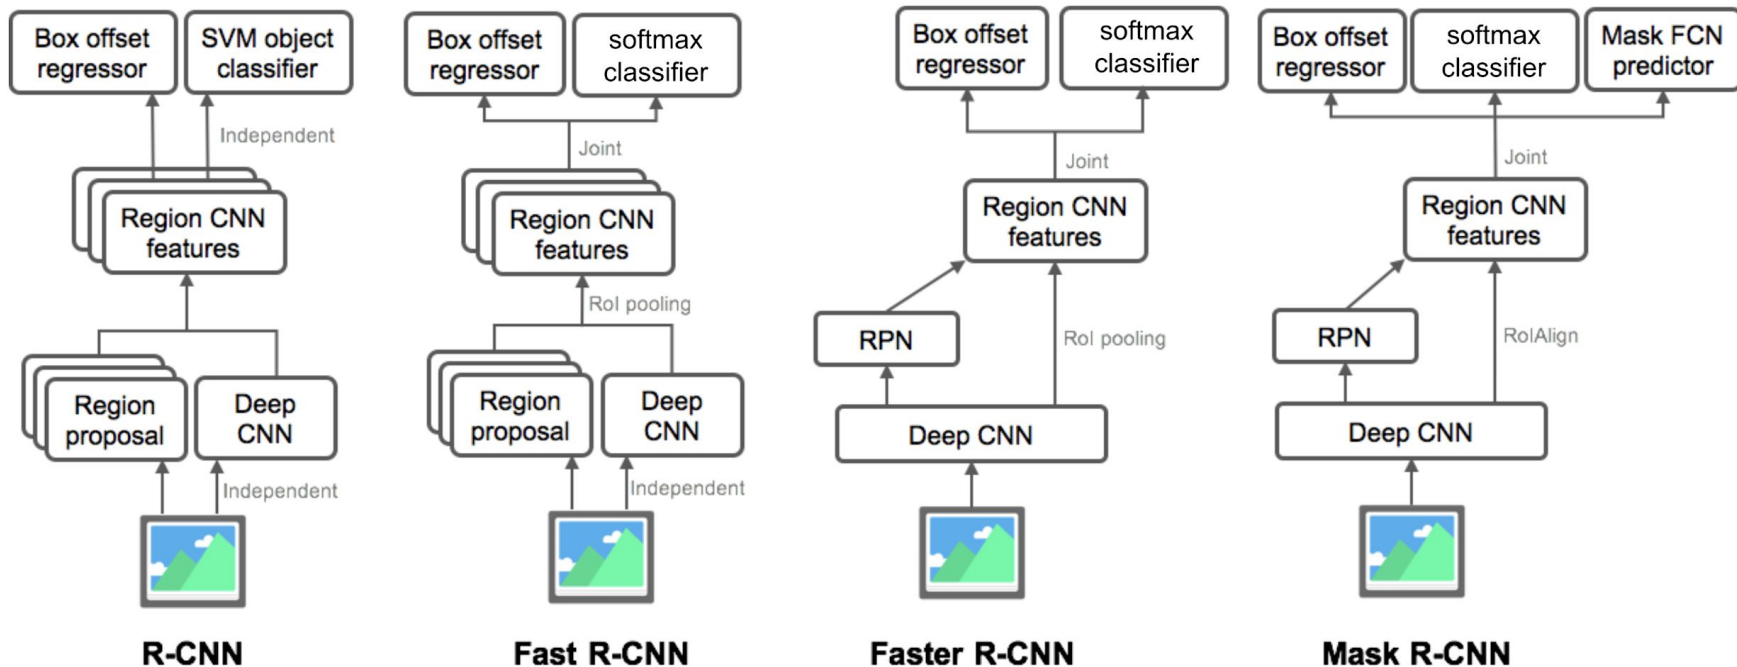 Box offset
regressor
SVM object
classifier
Independent
Region CNN
features
Region
proposal
Deep
CNN
Independent
R-CNN
Box offset
regressor
softmax
classifier
Joint
Region CNN
features
RoI pooling
Region
proposal
Deep
CNN
Independent
Fast R-CNN
Box offset
regressor
softmax
classifier
Joint
Region CNN
features
RPN
RoI pooling
Deep CNN
Faster R-CNN
Box offset
regressor
softmax
classifier
Mask FCN
predictor
Joint
Region CNN
features
RPN
RoIAlign
Deep CNN
Mask R-CNN